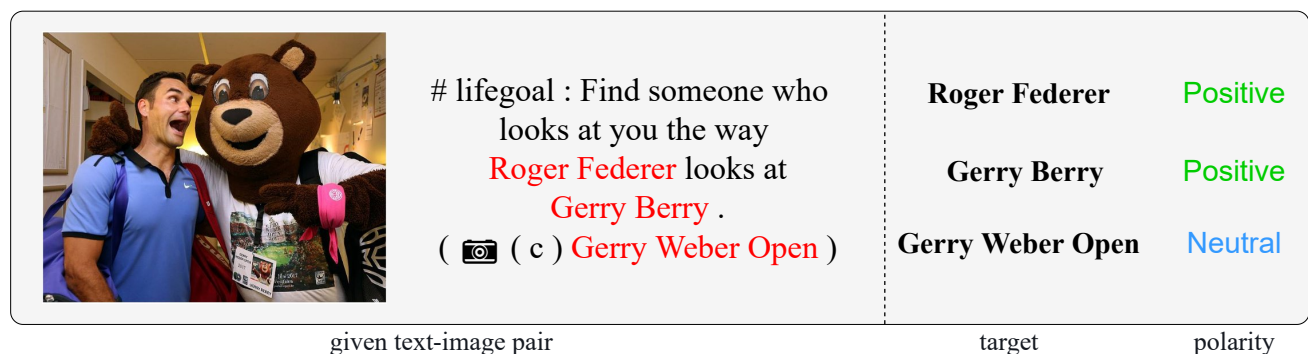 # lifegoal : Find someone who
looks at you the way
Roger Federer looks at
Gerry Berry .
( 📷 ( c ) Gerry Weber Open )
Roger Federer Positive
Gerry Berry Positive
Gerry Weber Open Neutral
given text-image pair
target
polarity